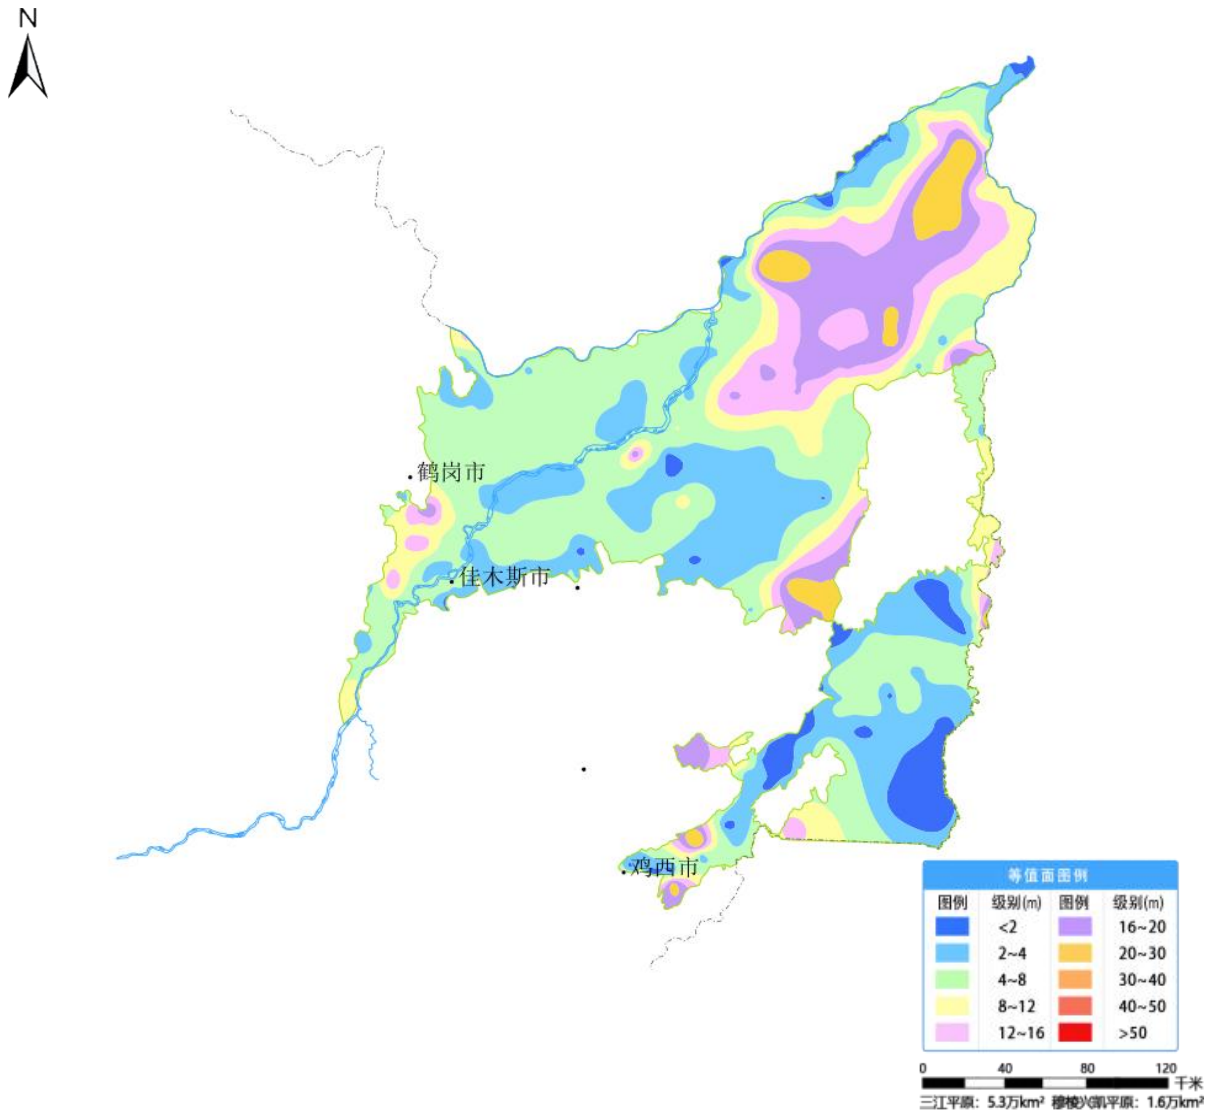 N
鹤岗市
佳木斯市
鸡西市
等值面图例
图例 级别(m) 图例 级别(m)
<2 16~20
2~4 20~30
4~8 30~40
8~12 40~50
12~16 >50
0 40 80 120 千米
三江平原：5.3万km² 穆棱兴凯平原：1.6万km²